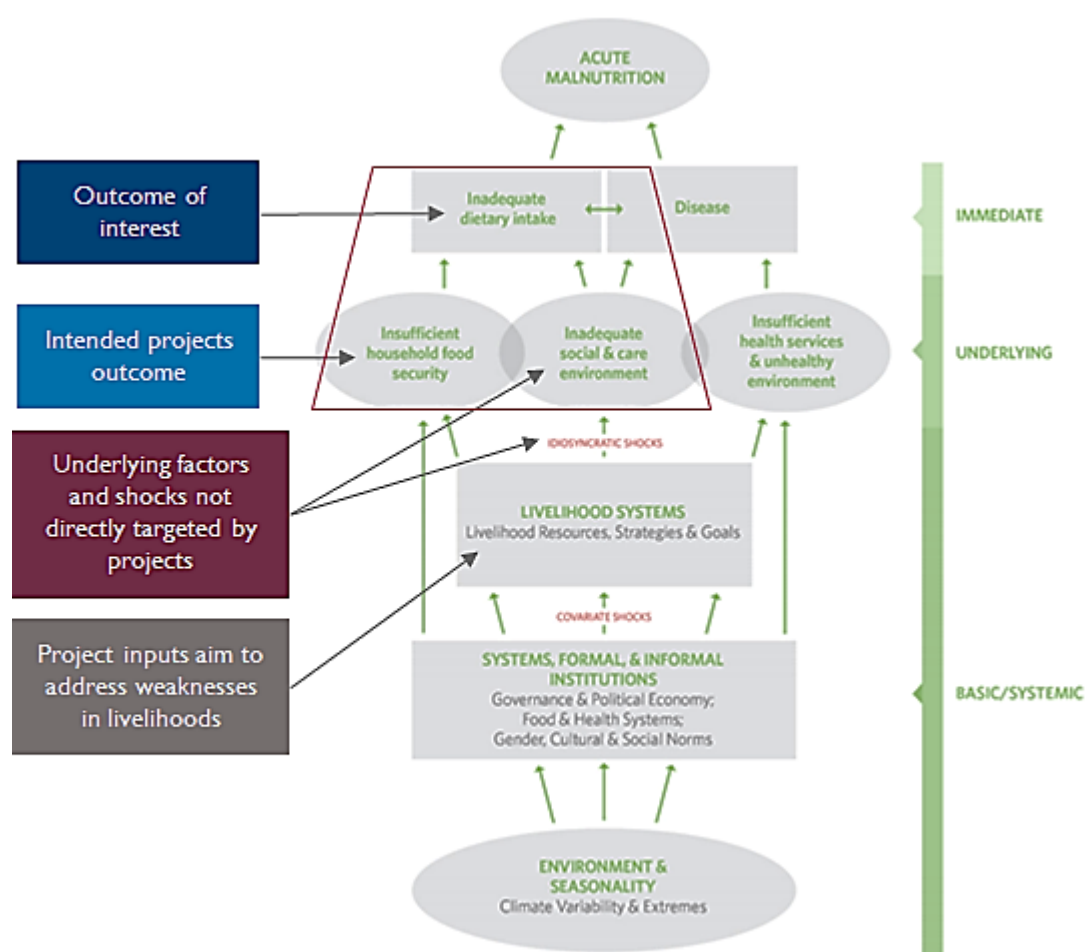 ACUTE
MALNUTRITION
Outcome of
interest
Inadequate
dietary intake
Disease
IMMEDIATE
Intended projects
outcome
Insufficient
household food
security
Inadequate
social & care
environment
Insufficient
health services
& unhealthy
environment
UNDERLYING
Underlying factors
and shocks not
directly targeted by
projects
IDIOSYNCRATIC SHOCKS
LIVELIHOOD SYSTEMS
Livelihood Resources, Strategies & Goals
COVARIATE SHOCKS
Project inputs aim to
address weaknesses
in livelihoods
SYSTEMS, FORMAL, & INFORMAL
INSTITUTIONS
Governance & Political Economy;
Food & Health Systems;
Gender, Cultural & Social Norms
BASIC/SYSTEMIC
ENVIRONMENT &
SEASONALITY
Climate Variability & Extremes